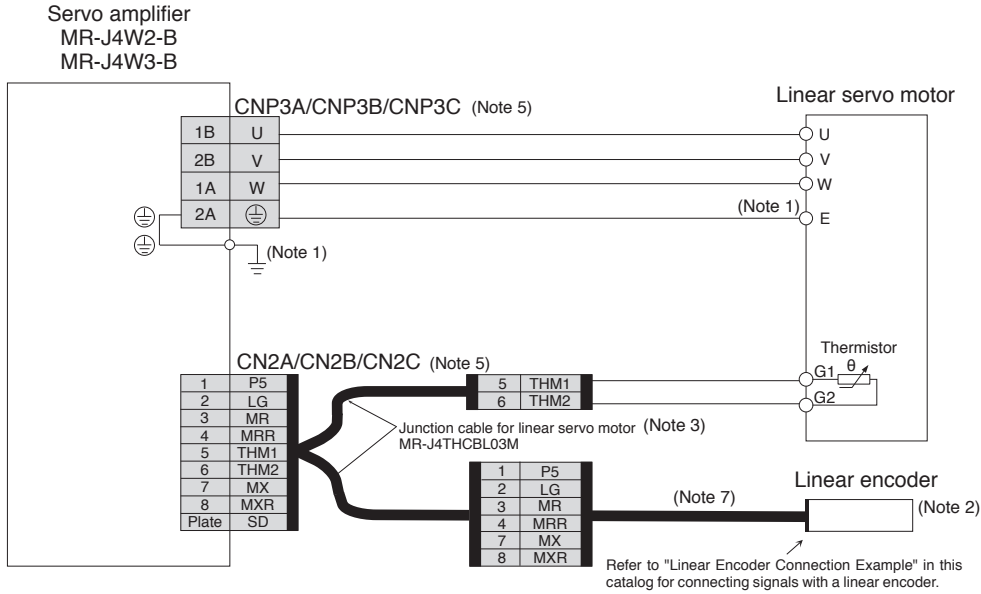 Servo amplifier
MR-J4W2-B
MR-J4W3-B
CNP3A/CNP3B/CNP3C (Note 5)
Linear servo motor
1B U
2B V
1A W
2A
U
V
W
(Note 1)
E
(Note 1)
CN2A/CN2B/CN2C (Note 5)
1 P5
2 LG
3 MR
4 MRR
5 THM1
6 THM2
7 MX
8 MXR
Plate SD
5 THM1
6 THM2
Thermistor
θ
G1
G2
Junction cable for linear servo motor (Note 3)
MR-J4THCBL03M
1 P5
2 LG
3 MR
4 MRR
7 MX
8 MXR
(Note 7)
Linear encoder
(Note 2)
Refer to "Linear Encoder Connection Example" in this
catalog for connecting signals with a linear encoder.